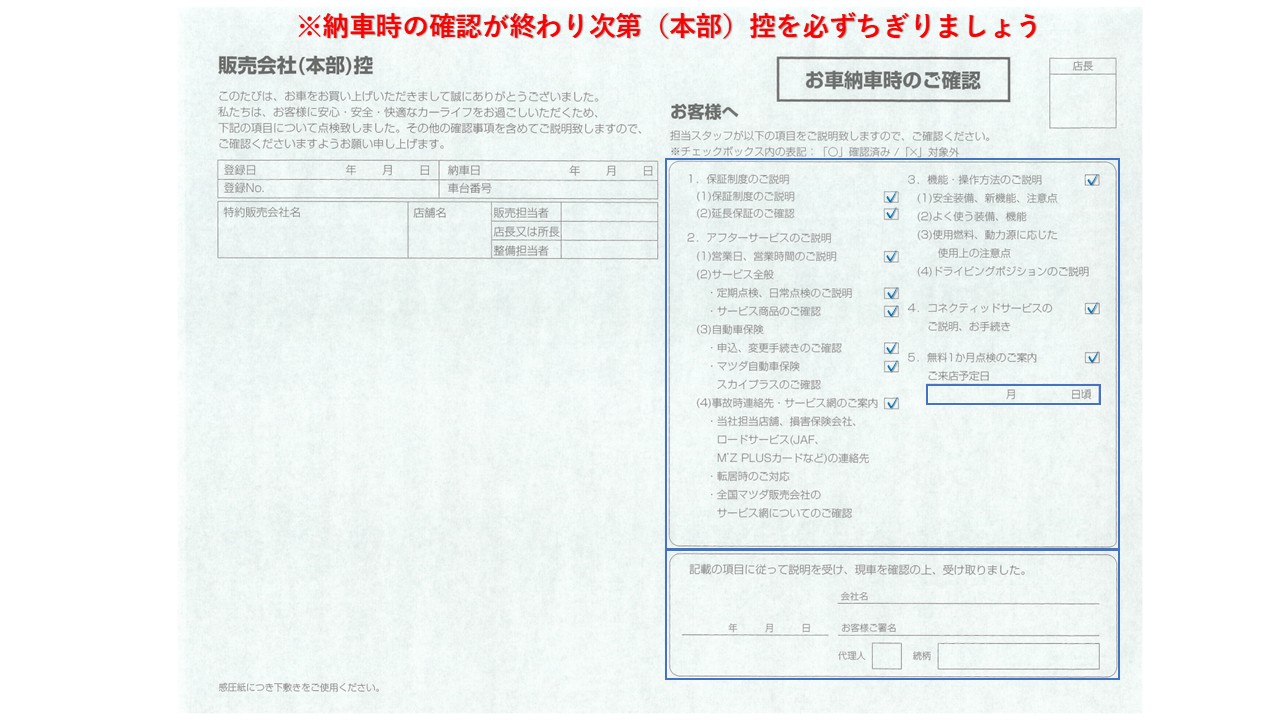 ※納車時の確認が終わり次第（本部）控を必ずちぎりましょう
販売会社(本部)控
このたびは、お車をお買い上げいただきまして誠にありがとうございました。
私たちは、お客様に安心・安全・快適なカーライフをお過ごしいただくため、
下記の項目について点検致しました。その他の確認事項を含めてご説明致しますので、
ご確認くださいますようお願い申し上げます。
登録日 年 月 日 納車日 年 月 日
登録No. 車台番号
特約販売会社名 店舗名 販売担当者
店長又は所長
整備担当者
お車納車時のご確認
店長
お客様へ
担当スタッフが以下の項目をご説明致しますので、ご確認ください。
※チェックボックス内の表記：「○」確認済み /「×」対象外
1．保証制度のご説明
(1)保証制度のご説明
(2)延長保証のご確認
2．アフターサービスのご説明
(1)営業日、営業時間のご説明
(2)サービス全般
・定期点検、日常点検のご説明
・サービス商品のご確認
(3)自動車保険
・申込、変更手続きのご確認
・マツダ自動車保険
スカイプラスのご確認
(4)事故時連絡先・サービス網のご案内
・当社担当店舗、損害保険会社、
ロードサービス(JAF、
M'Z PLUSカードなど)の連絡先
・転居時のご対応
・全国マツダ販売会社の
サービス網についてのご確認
3．機能・操作方法のご説明
(1)安全装備、新機能、注意点
(2)よく使う装備、機能
(3)使用燃料、動力源に応じた
使用上の注意点
(4)ドライビングポジションのご説明
4．コネクティッドサービスの
ご説明、お手続き
5．無料1か月点検のご案内
ご来店予定日
月 日頃
記載の項目に従って説明を受け、現車を確認の上、受け取りました。
会社名
年 月 日 お客様ご署名
代理人 続柄
感圧紙につき下敷きをご使用ください。